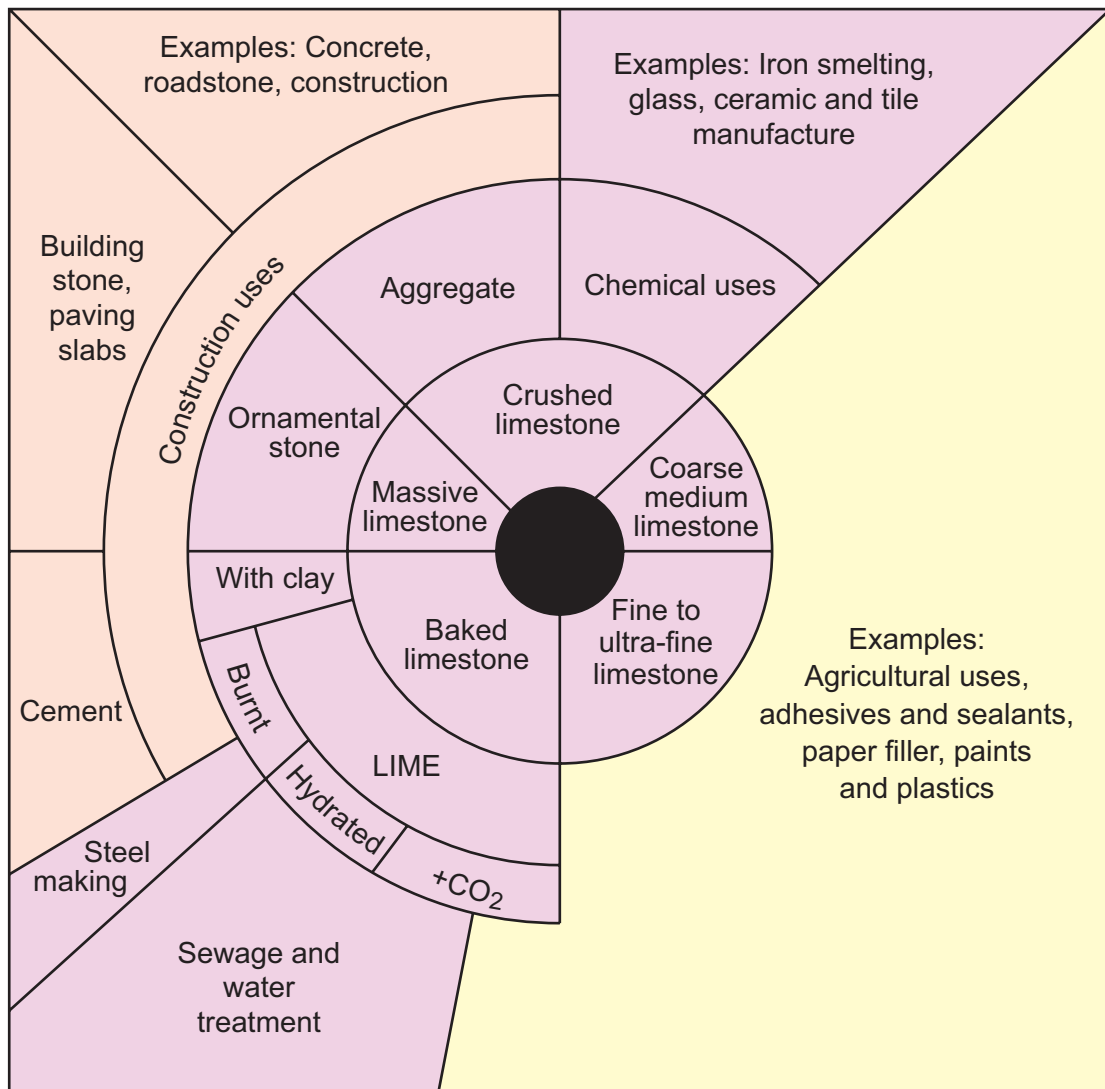 Examples: Concrete,
roadstone, construction
Examples: Iron smelting,
glass, ceramic and tile
manufacture
Building
stone,
paving
slabs
Construction uses
Aggregate
Chemical uses
Ornamental
stone
Crushed
limestone
Massive
limestone
Coarse
medium
limestone
With clay
Baked
limestone
Fine to
ultra-fine
limestone
Examples:
Agricultural uses,
adhesives and sealants,
paper filler, paints
and plastics
Cement
Burnt
LIME
Hydrated
+CO2
Steel
making
Sewage and
water
treatment